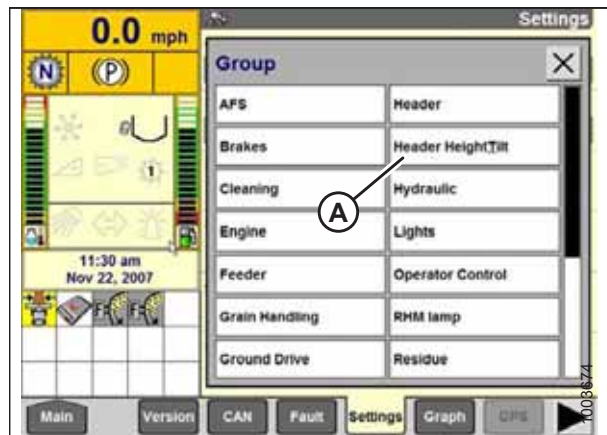 0.0 mph
Settings
N
(P)
Group
X
AFS
Header
Brakes
Header Height/Tilt
Cleaning
Hydraulic
Engine
Lights
Feeder
Operator Control
Grain Handling
RHM lamp
Ground Drive
Residue
A
1
11:30 am
Nov 22, 2007
Main
Version
CAN
Fault
Settings
Graph
GPS
1003674